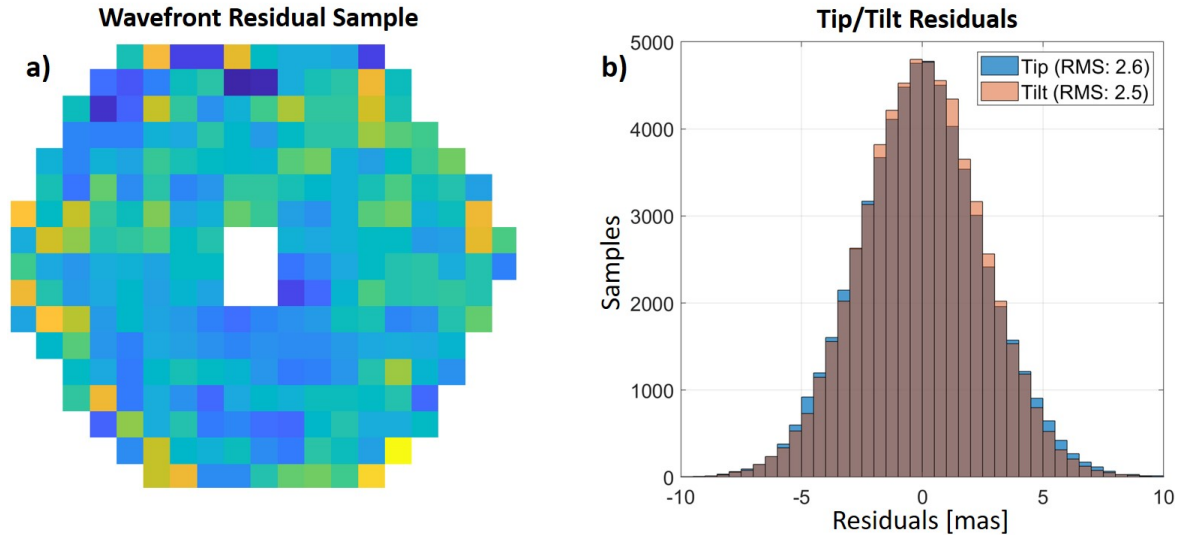 Wavefront Residual Sample
a)
Tip/Tilt Residuals
b)
5000
4000
3000
2000
1000
0
Samples
Tip (RMS: 2.6)
Tilt (RMS: 2.5)
-10
-5
0
5
10
Residuals [mas]